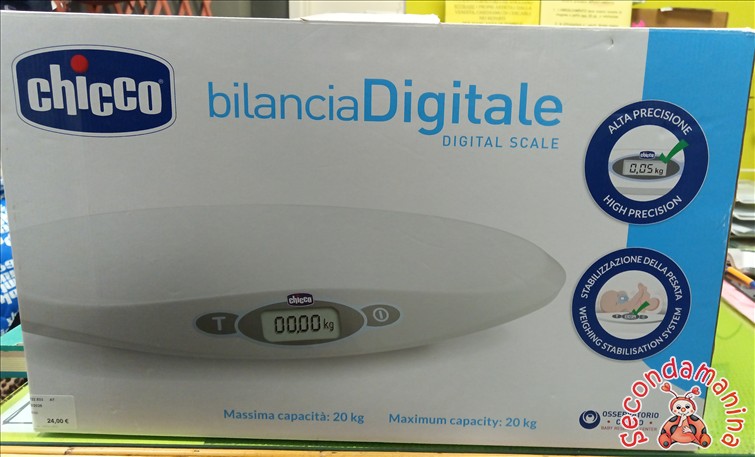 chicco
bilanciaDigitale
DIGITAL SCALE
ALTA PRECISIONE
chicco
0,05 kg
HIGH PRECISION
STABILIZZAZIONE DELLA PESATA
WEIGHING STABILISATION SYSTEM
chicco
T
00,00 kg
24,00 €
Massima capacità: 20 kg
Maximum capacity: 20 kg
secondamanina